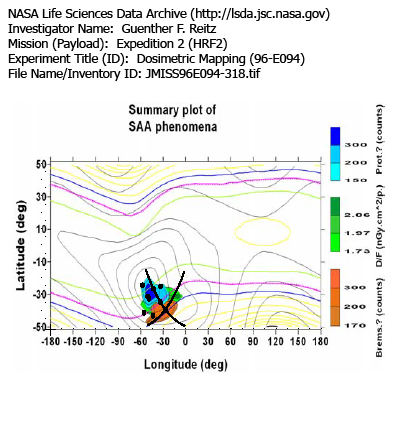 NASA Life Sciences Data Archive (http://lsda.jsc.nasa.gov)
Investigator Name:  Guenther F. Reitz
Mission (Payload):  Expedition 2 (HRF2)
Experiment Title (ID):  Dosimetric Mapping (96-E094)
File Name/Inventory ID: JMISS96E094-318.tif
Summary plot of
SAA phenomena
Latitude (deg)
50
30
10
-10
-30
-50
-180 -150 -120 -90 -60 -30 0 30 60 90 120 150 180
Longitude (deg)
300
200
150
Prot.? (counts)
2.06
1.97
1.73
D/F (nGy.cm^2/p.)
300
200
170
Brems.? (counts)